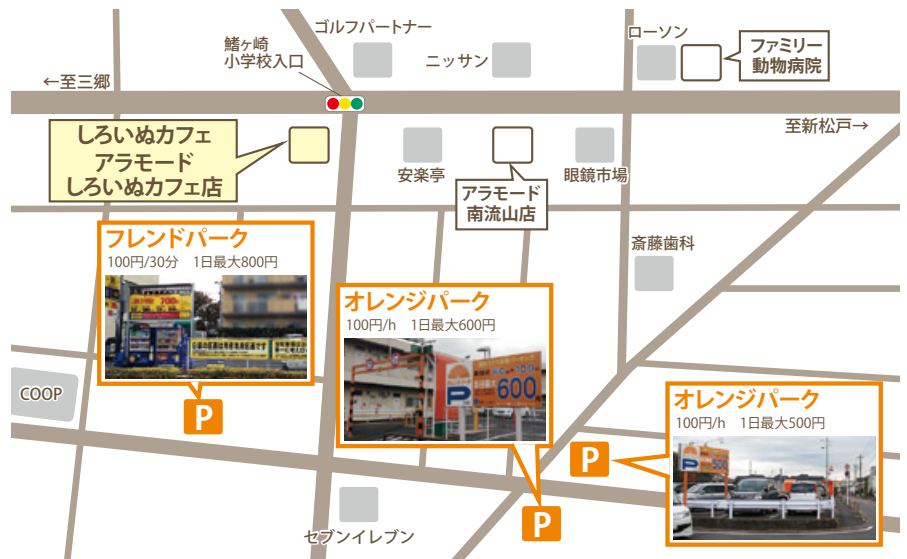 ゴルフパートナー
鰭ヶ崎
小学校入口
ニッサン
ローソン
ファミリー
動物病院
←至三郷
至新松戸→
しろいぬカフェ
アラモード
しろいぬカフェ店
安楽亭
アラモード
南流山店
眼鏡市場
斎藤歯科
フレンドパーク
100円/30分 1日最大800円
700
オレンジパーク
100円/h 1日最大600円
100
600
P
COOP
P
オレンジパーク
100円/h 1日最大500円
P
500
P
P
セブンイレブン